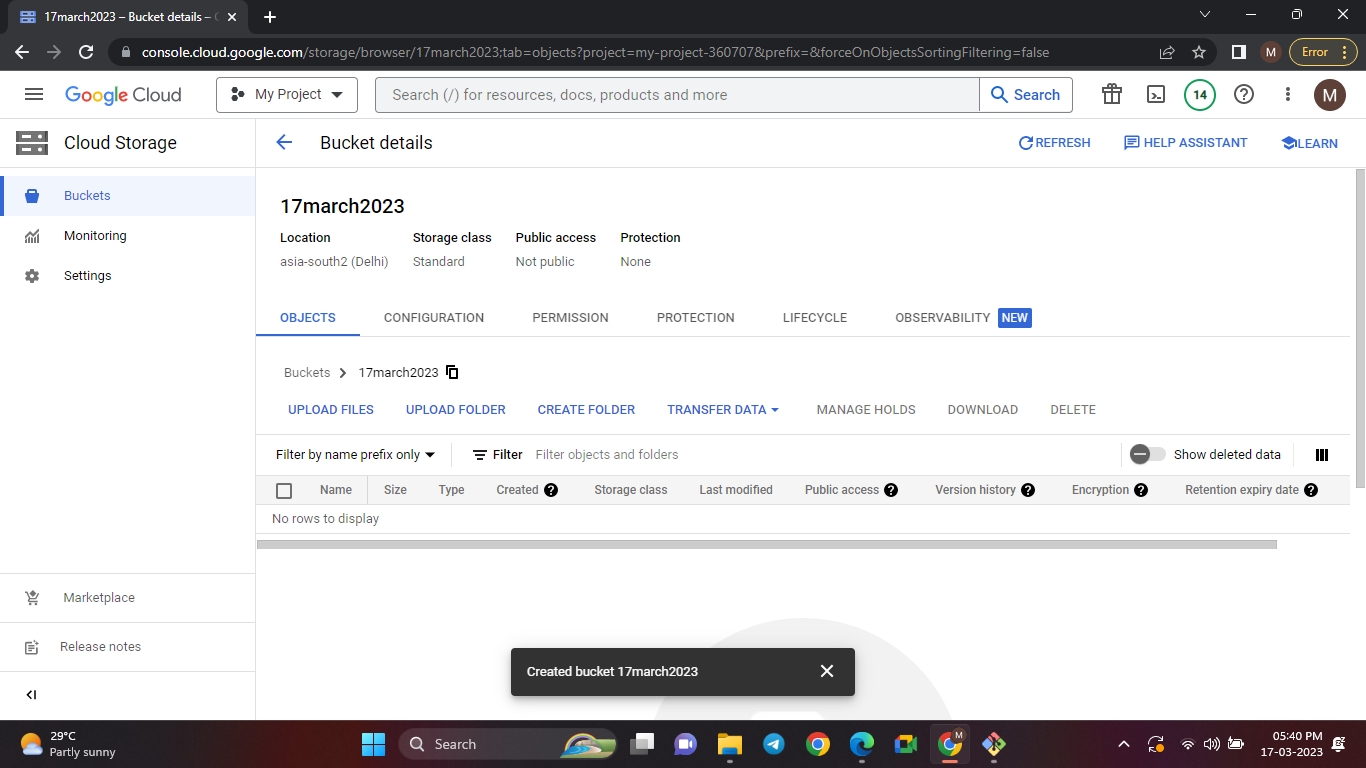 17march2023 – Bucket details –
console.cloud.google.com/storage/browser/17march2023;tab=objects?project=my-project-360707&prefix=&forceOnObjectsSortingFiltering=false
M
Error
Google Cloud
My Project
Search (/) for resources, docs, products and more
Search
14
M
Cloud Storage
Bucket details
REFRESH
HELP ASSISTANT
LEARN
Buckets
Monitoring
Settings
Marketplace
Release notes
17march2023
Location Storage class Public access Protection
asia-south2 (Delhi) Standard Not public None
OBJECTS CONFIGURATION PERMISSION PROTECTION LIFECYCLE OBSERVABILITY NEW
Buckets > 17march2023
UPLOAD FILES UPLOAD FOLDER CREATE FOLDER TRANSFER DATA MANAGE HOLDS DOWNLOAD DELETE
Filter by name prefix only Filter Filter objects and folders Show deleted data
Name Size Type Created Storage class Last modified Public access Version history Encryption Retention expiry date
No rows to display
Created bucket 17march2023
29°C
Partly sunny
Search
M
05:40 PM
17-03-2023